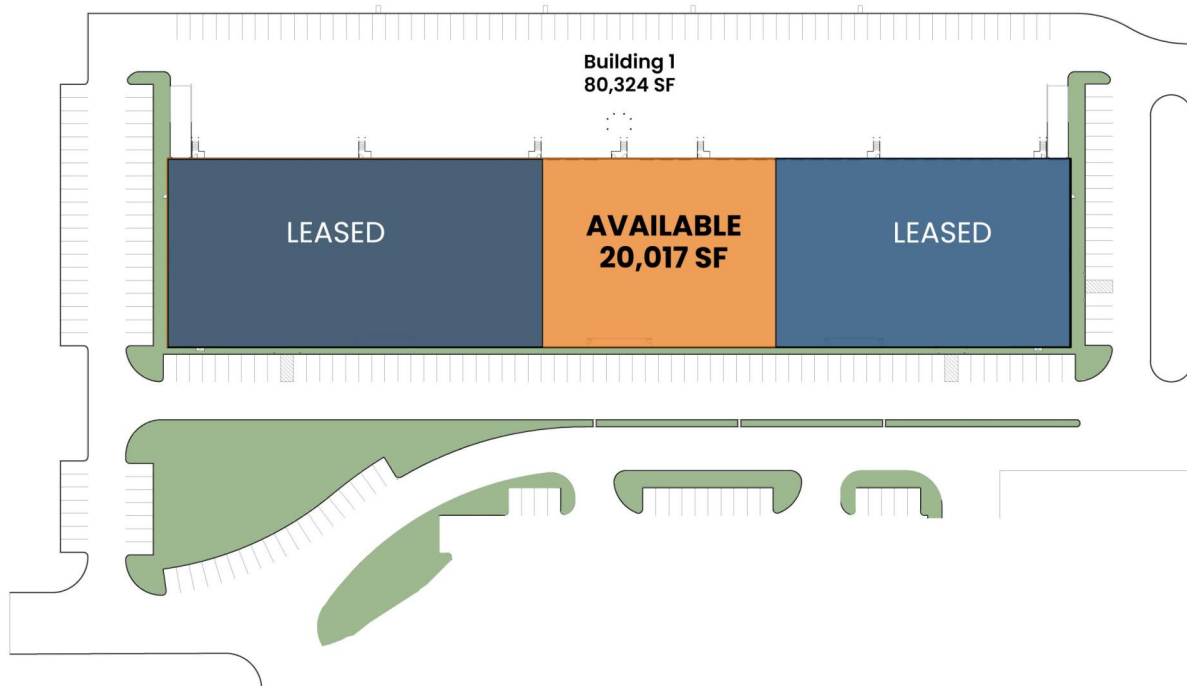 Building 1
80,324 SF
LEASED
AVAILABLE
20,017 SF
LEASED